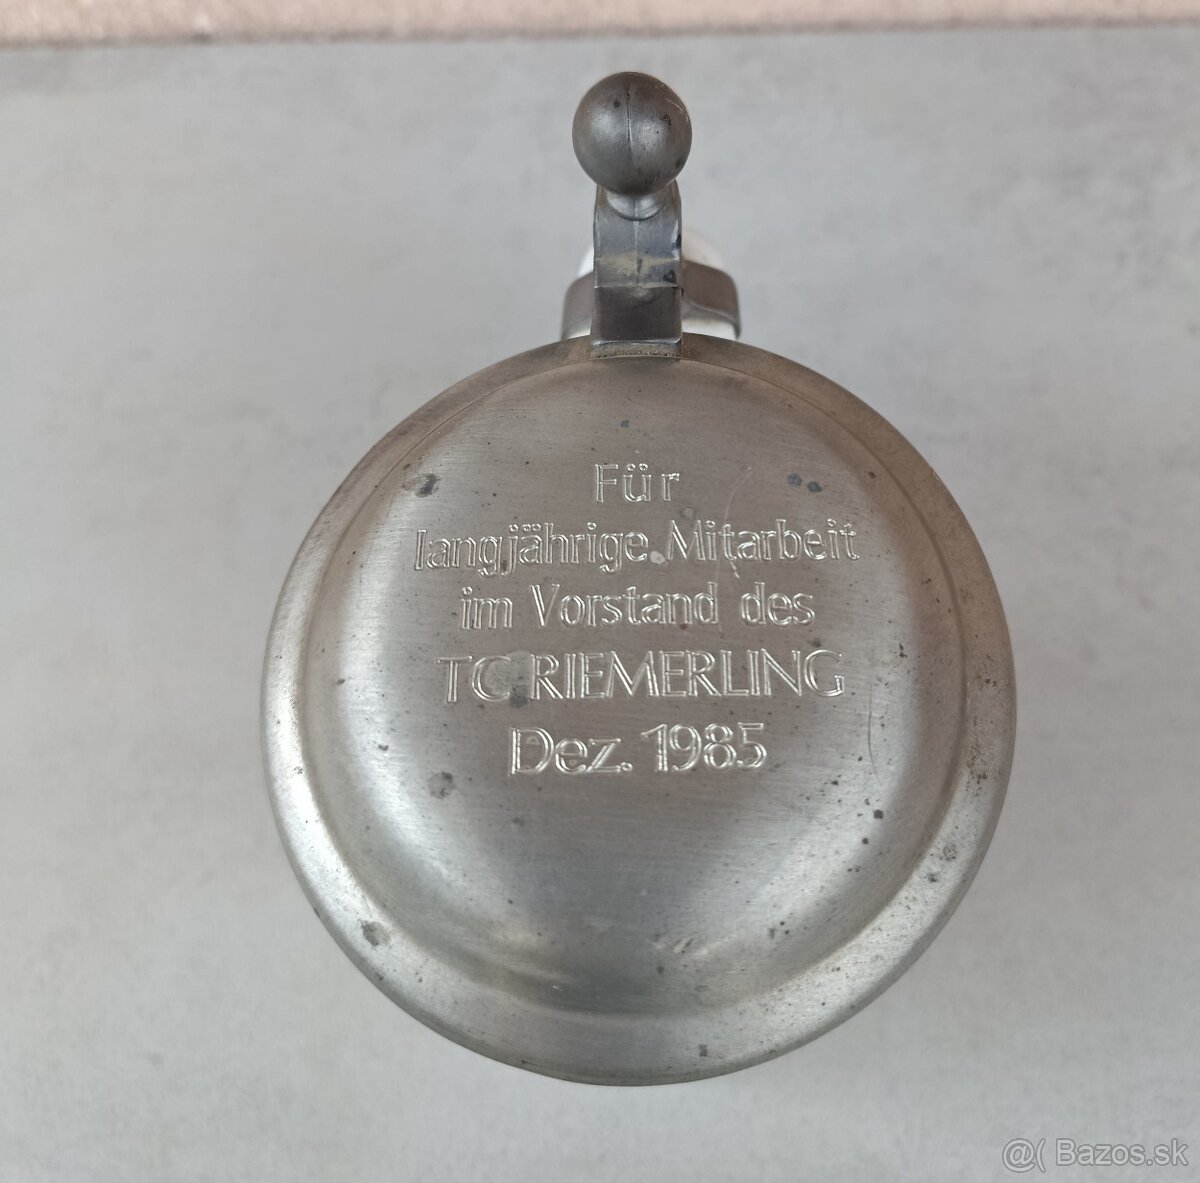 Für
langjährige Mitarbeit
im Vorstand des
TC RIEMERLING
Dez. 1985
@( Bazos.sk